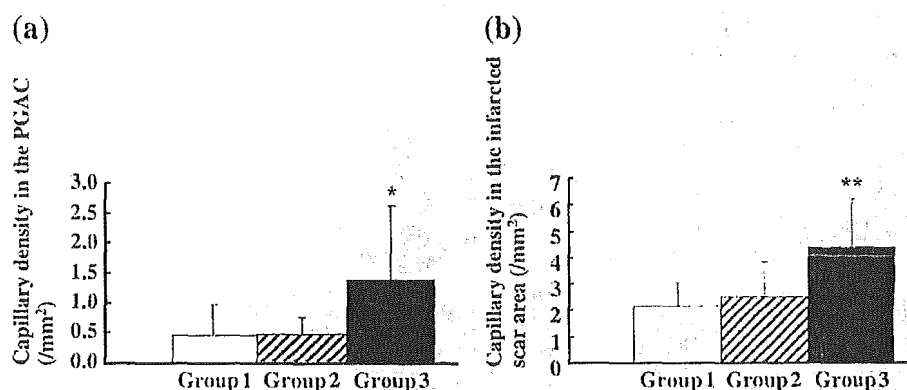 (a)
Capillary density in the PGAC
(/mm²)
3.0
2.5
2.0
1.5
1.0
0.5
0.0
*
Group 1 Group 2 Group 3
(b)
Capillary density in the infarcted
scar area (/mm²)
7
6
5
4
3
2
1
0
**
Group 1 Group 2 Group 3